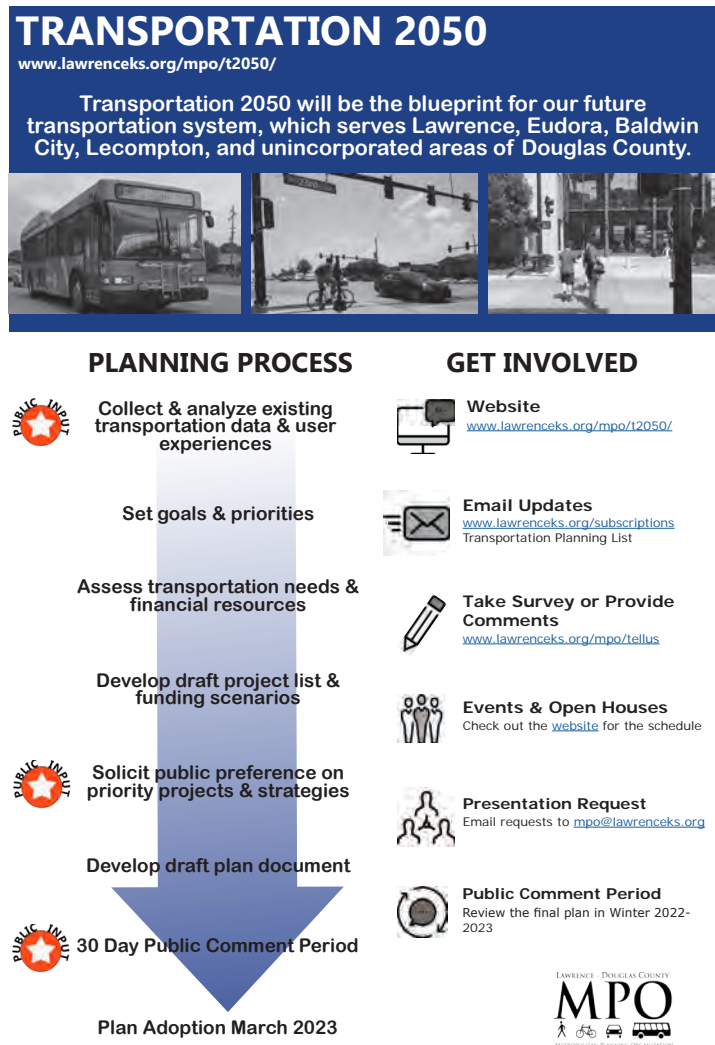 TRANSPORTATION 2050
www.lawrenceks.org/mpo/t2050/
Transportation 2050 will be the blueprint for our future
transportation system, which serves Lawrence, Eudora, Baldwin
City, Lecompton, and unincorporated areas of Douglas County.
PLANNING PROCESS
PUBLIC INPUT
Collect & analyze existing
transportation data & user
experiences
Set goals & priorities
Assess transportation needs &
financial resources
Develop draft project list &
funding scenarios
PUBLIC INPUT
Solicit public preference on
priority projects & strategies
Develop draft plan document
PUBLIC INPUT
30 Day Public Comment Period
Plan Adoption March 2023
GET INVOLVED
Website
www.lawrenceks.org/mpo/t2050/
Email Updates
www.lawrenceks.org/subscriptions
Transportation Planning List
Take Survey or Provide
Comments
www.lawrenceks.org/mpo/tellus
Events & Open Houses
Check out the website for the schedule
Presentation Request
Email requests to mpo@lawrenceks.org
Public Comment Period
Review the final plan in Winter 2022-
2023
LAWRENCE - DOUGLAS COUNTY
MPO
METROPOLITAN PLANNING ORGANIZATION